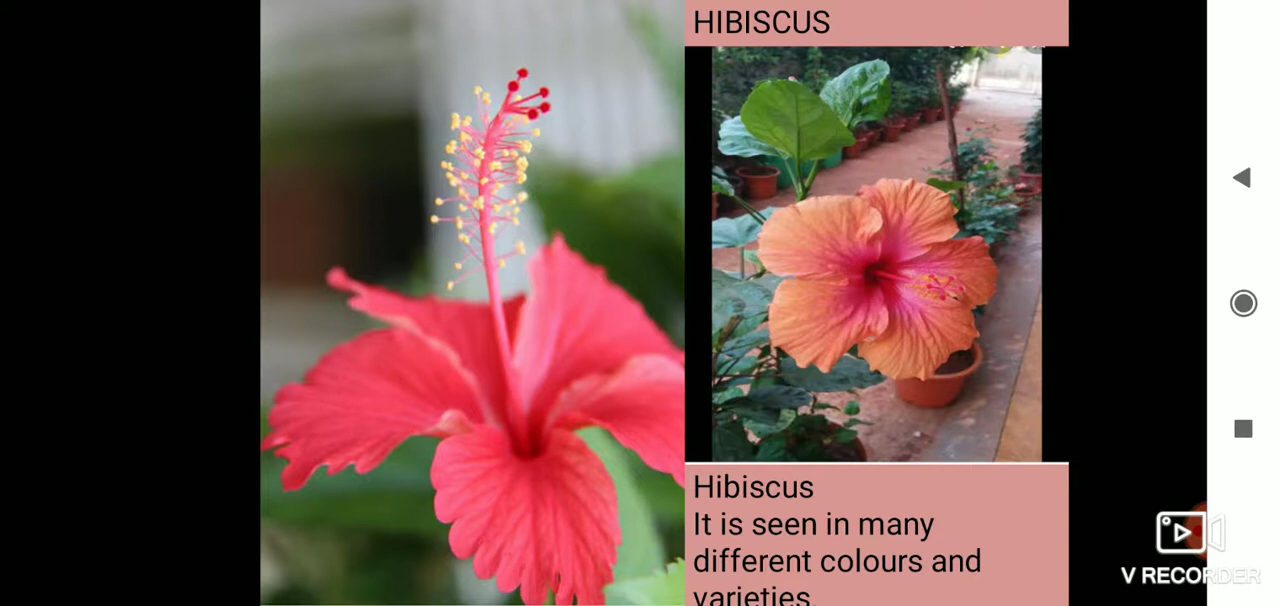 HIBISCUS
Hibiscus
It is seen in many
different colours and
varieties.
V RECORDER